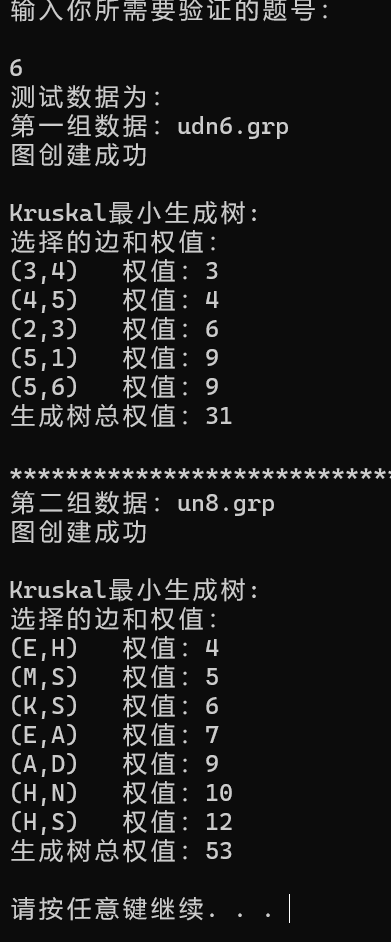 输入你所需要验证的题号：
6
测试数据为：
第一组数据：udn6.grp
图创建成功
Kruskal最小生成树：
选择的边和权值：
(3,4) 权值：3
(4,5) 权值：4
(2,3) 权值：6
(5,1) 权值：9
(5,6) 权值：9
生成树总权值：31
****************************
第二组数据：un8.grp
图创建成功
Kruskal最小生成树：
选择的边和权值：
(E,H) 权值：4
(M,S) 权值：5
(K,S) 权值：6
(E,A) 权值：7
(A,D) 权值：9
(H,N) 权值：10
(H,S) 权值：12
生成树总权值：53
请按任意键继续. . .